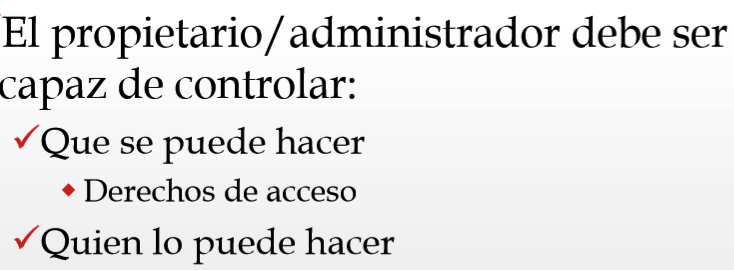 El propietario/administrador debe ser
capaz de controlar:
Que se puede hacer
Derechos de acceso
Quien lo puede hacer